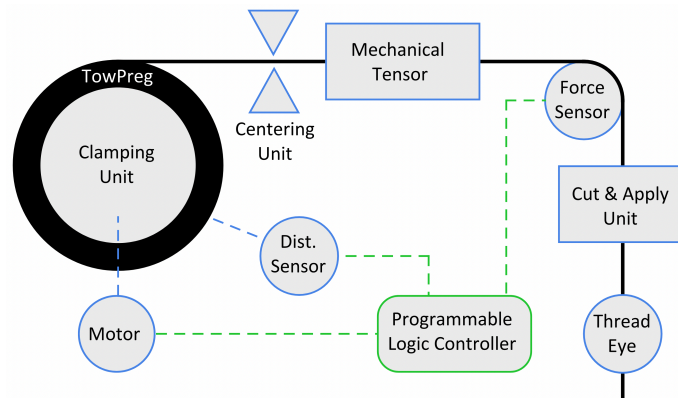 TowPreg
Clamping
Unit
Centering
Unit
Mechanical
Tensor
Force
Sensor
Cut & Apply
Unit
Dist.
Sensor
Motor
Programmable
Logic Controller
Thread
Eye